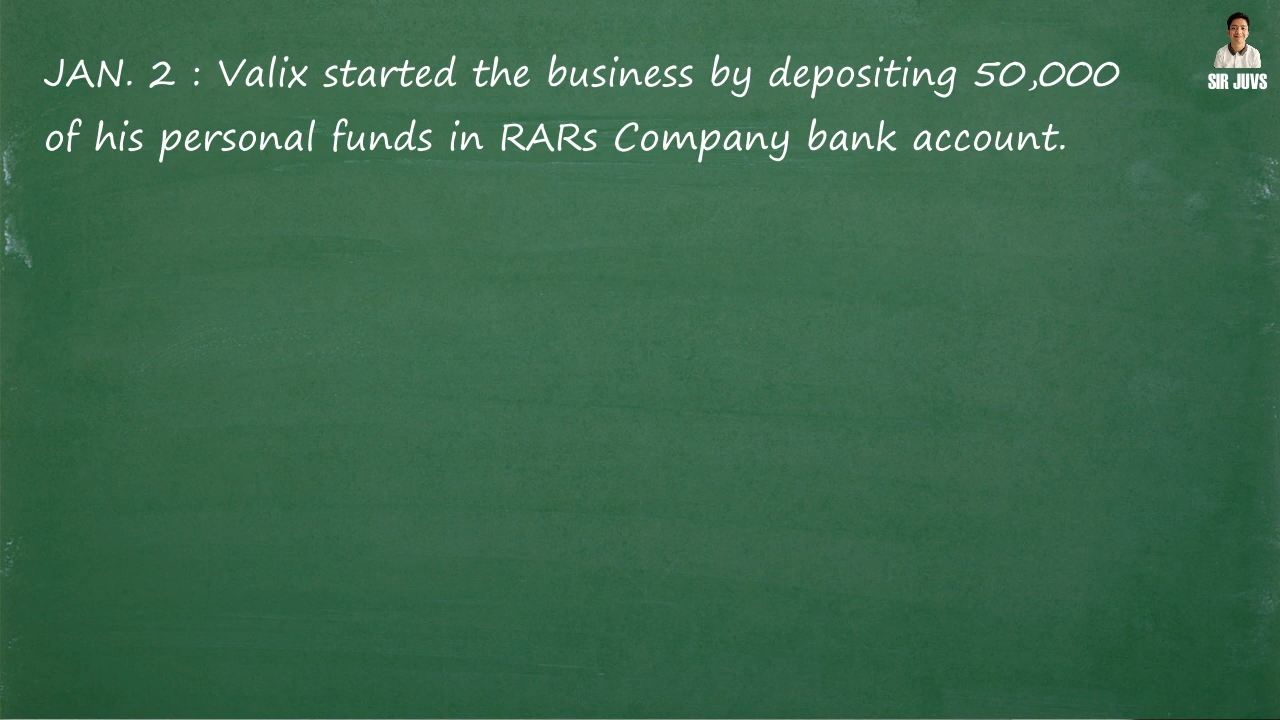 JAN. 2 : Valix started the business by depositing 50,000
of his personal funds in RARs Company bank account.
SIR JUVS